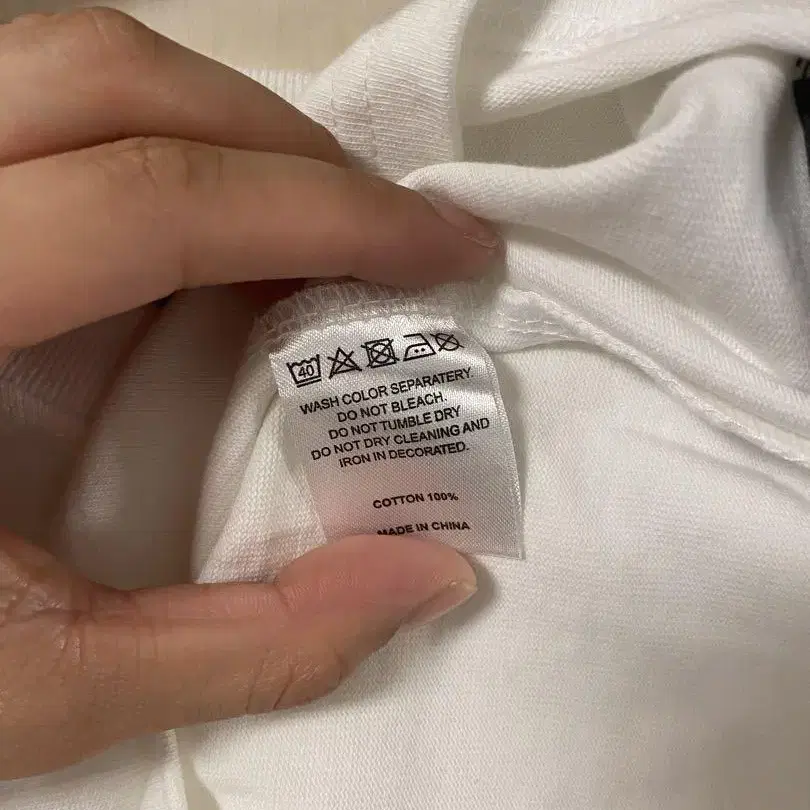 40
WASH COLOR SEPARATERY
DO NOT BLEACH.
DO NOT TUMBLE DRY
DO NOT DRY CLEANING AND
IRON IN DECORATED.
COTTON 100%
MADE IN CHINA